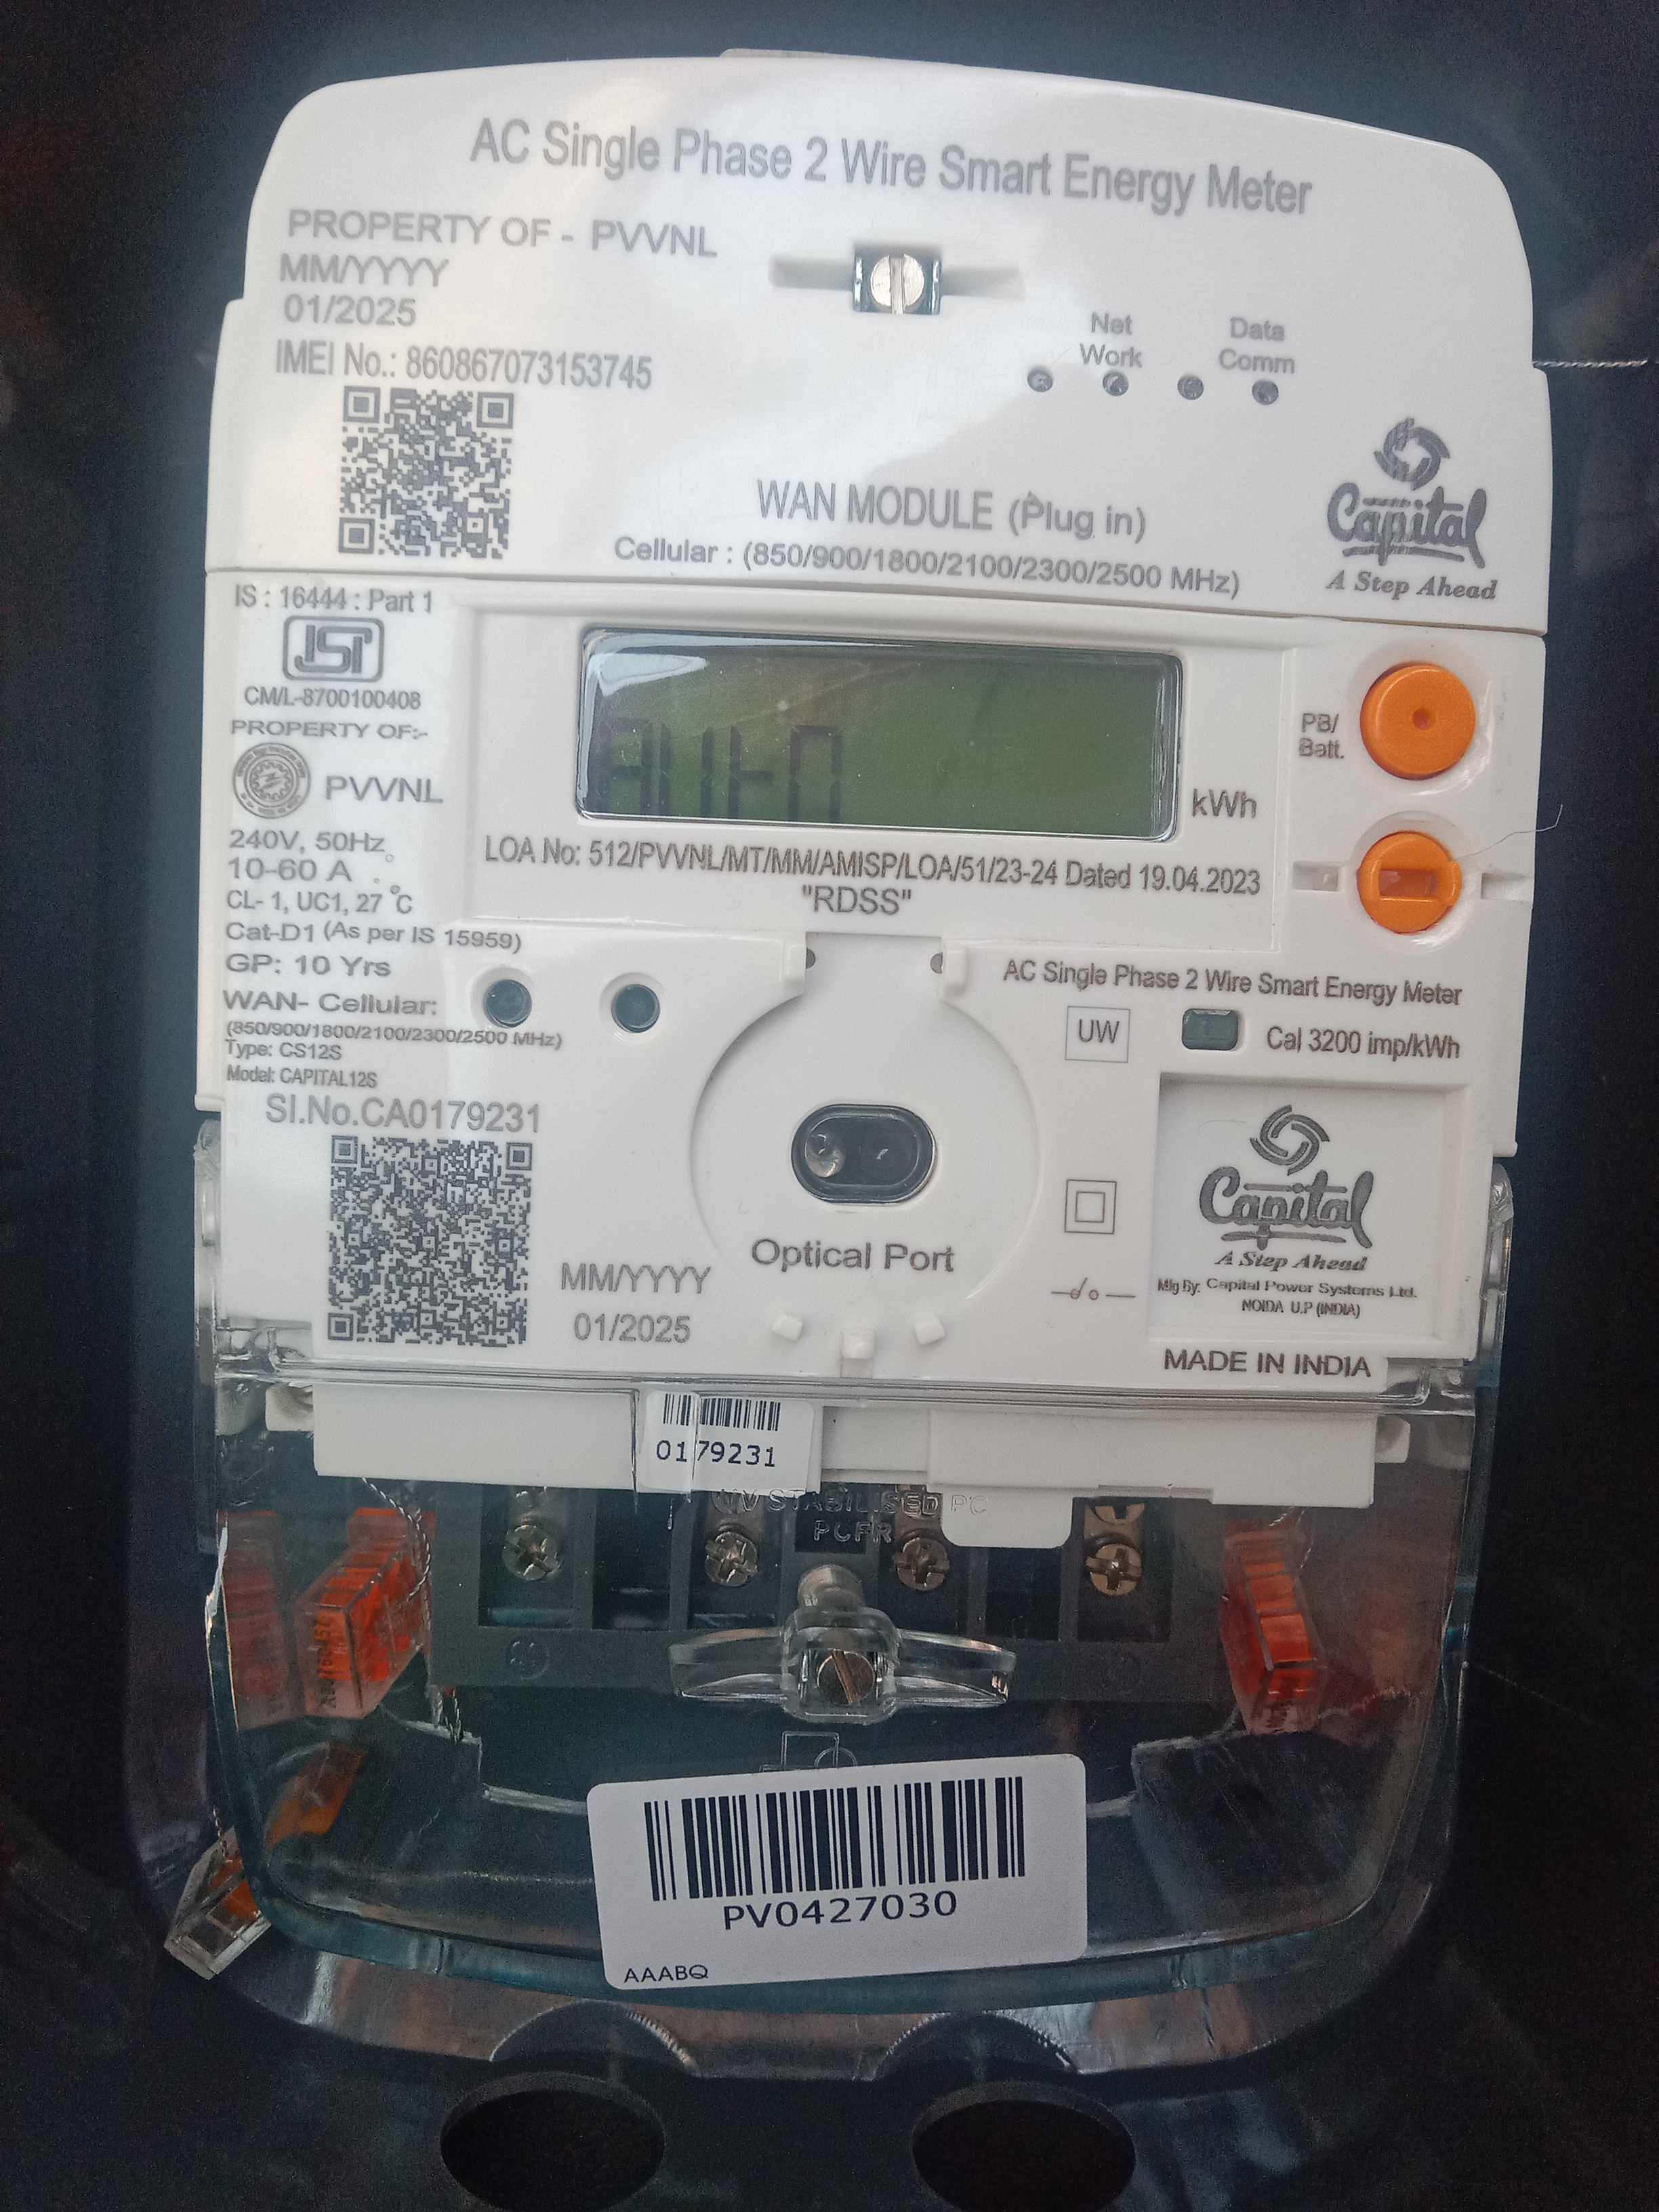 AC Single Phase 2 Wire Smart Energy Meter
PROPERTY OF - PVVNL
MM/YYYY
01/2025
IMEI No.: 860867073153745
Net Work
Data Comm
WAN MODULE (Plug in)
Cellular : (850/900/1800/2100/2300/2500 MHz)
Capital
A Step Ahead
IS : 16444 : Part 1
ISI
CM/L-8700100408
PROPERTY OF:-
PVVNL
240V, 50Hz
10-60 A
CL- 1, UC1, 27 °C
Cat-D1 (As per IS 15959)
GP: 10 Yrs
WAN- Cellular:
(850/900/1800/2100/2300/2500 MHz)
Type: CS12S
Model: CAPITAL12S
Sl.No.CA0179231
MM/YYYY
01/2025
Auto
kWh
PB/
Batt.
LOA No: 512/PVVNL/MT/MM/AMISP/LOA/51/23-24 Dated 19.04.2023
"RDSS"
AC Single Phase 2 Wire Smart Energy Meter
UW
Cal 3200 imp/kWh
Optical Port
Capital
A Step Ahead
Mfg By: Capital Power Systems Ltd.
NOIDA U.P (INDIA)
MADE IN INDIA
0179231
UV STABILISED PC
PCFR
PV0427030
AAABQ